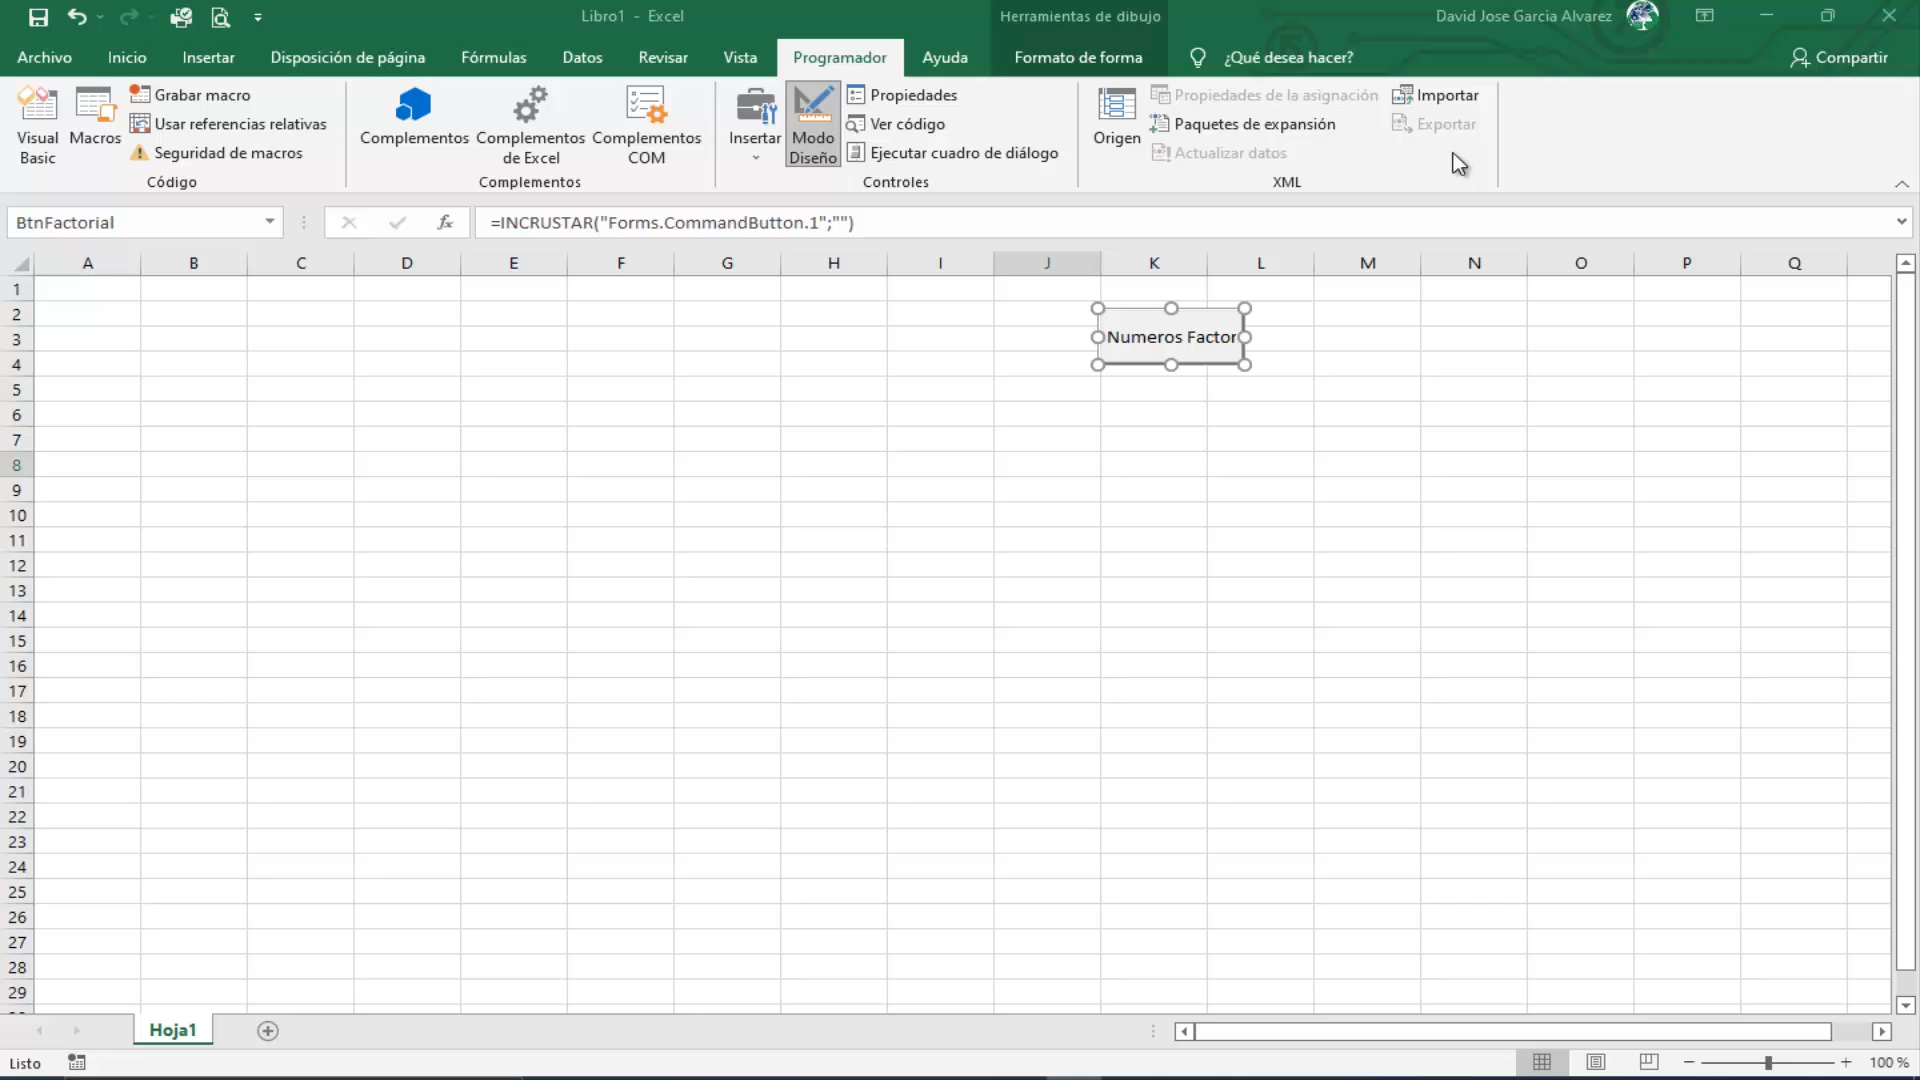 Libro1 - Excel
Herramientas de dibujo
David Jose Garcia Alvarez
Archivo
Inicio
Insertar
Disposición de página
Fórmulas
Datos
Revisar
Vista
Programador
Ayuda
Formato de forma
¿Qué desea hacer?
Compartir
Visual Basic
Macros
Grabar macro
Usar referencias relativas
Seguridad de macros
Código
Complementos
Complementos de Excel
Complementos COM
Complementos
Insertar
Modo Diseño
Propiedades
Ver código
Ejecutar cuadro de diálogo
Controles
Origen
Propiedades de la asignación
Paquetes de expansión
Actualizar datos
Importar
Exportar
XML
BtnFactorial
fx
=INCRUSTAR("Forms.CommandButton.1";"")
A B C D E F G H I J K L M N O P Q
1
2
3
Numeros Factor
4
5
6
7
8
9
10
11
12
13
14
15
16
17
18
19
20
21
22
23
24
25
26
27
28
29
Hoja1
Listo
100 %